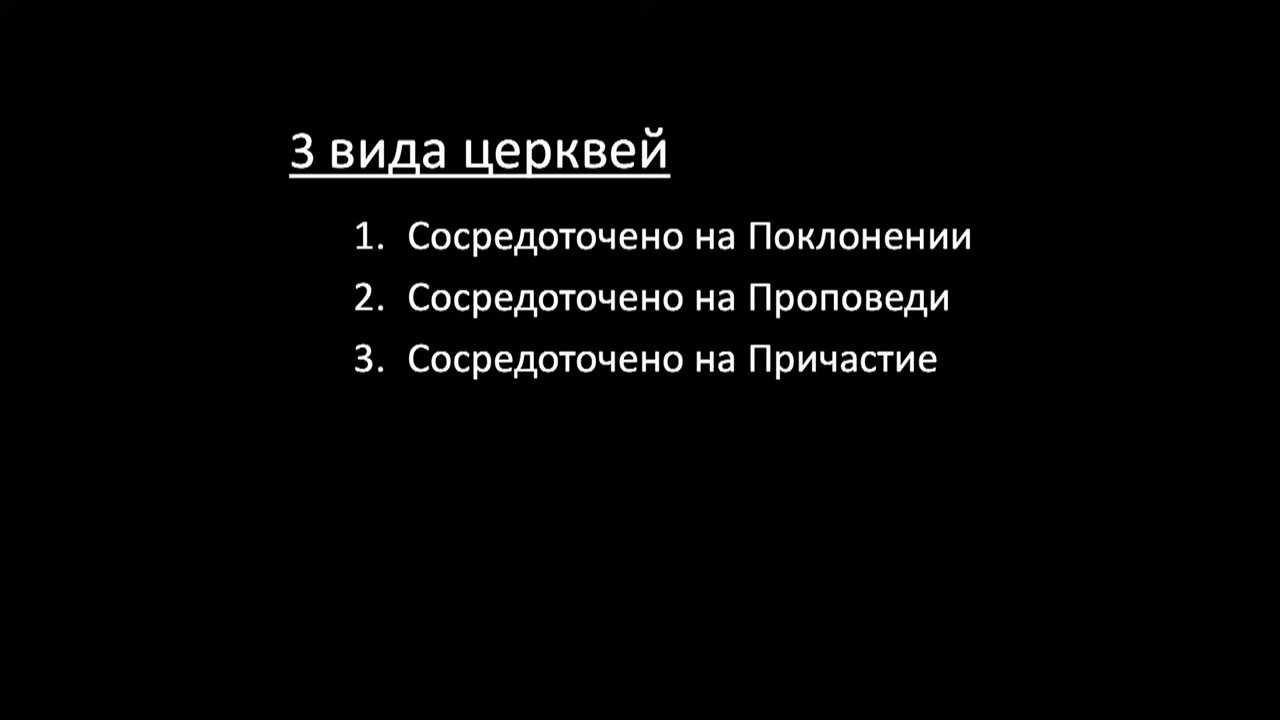 3 вида церквей
1. Сосредоточено на Поклонении
2. Сосредоточено на Проповеди
3. Сосредоточено на Причастие